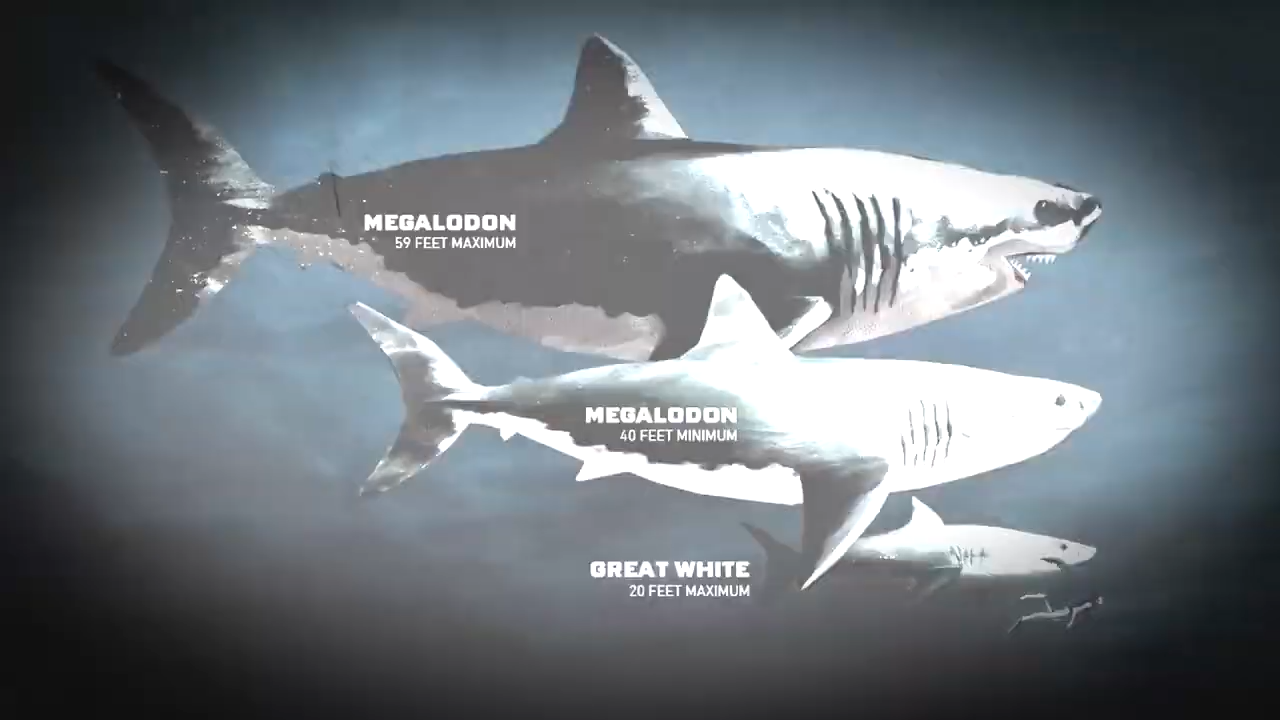 MEGALODON
59 FEET MAXIMUM
MEGALODON
40 FEET MINIMUM
GREAT WHITE
20 FEET MAXIMUM